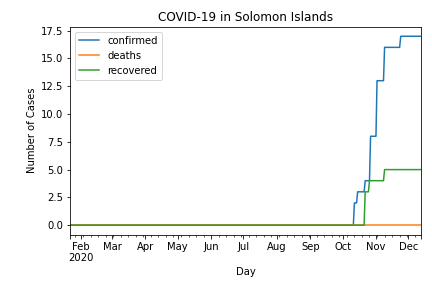 COVID-19 in Solomon Islands
confirmed
deaths
recovered
Number of Cases
17.5
15.0
12.5
10.0
7.5
5.0
2.5
0.0
Feb Mar Apr May Jun Jul Aug Sep Oct Nov Dec
2020
Day